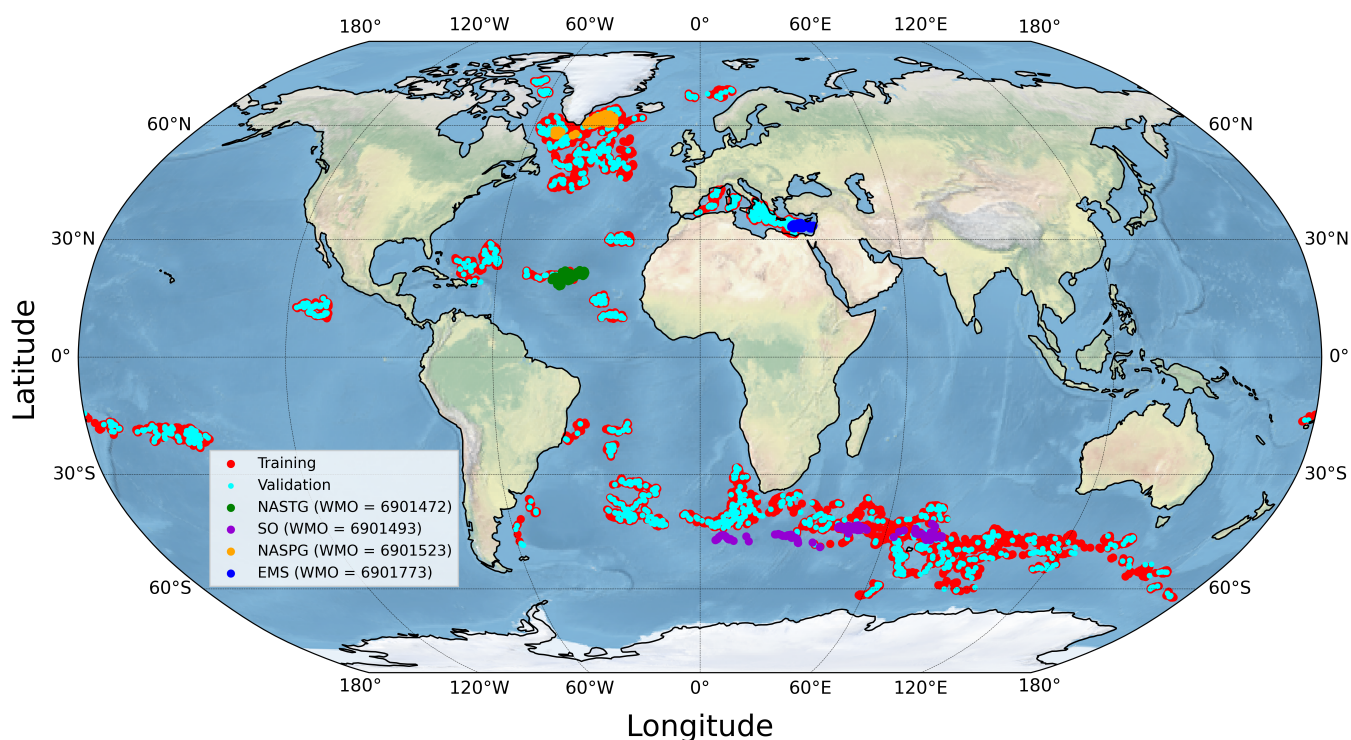 180° 120°W 60°W 0° 60°E 120°E 180°
60°N 60°N
30°N 30°N
0° 0°
30°S 30°S
60°S 60°S
Latitude
Training
Validation
NASTG (WMO = 6901472)
SO (WMO = 6901493)
NASPG (WMO = 6901523)
EMS (WMO = 6901773)
180° 120°W 60°W 0° 60°E 120°E 180°
Longitude